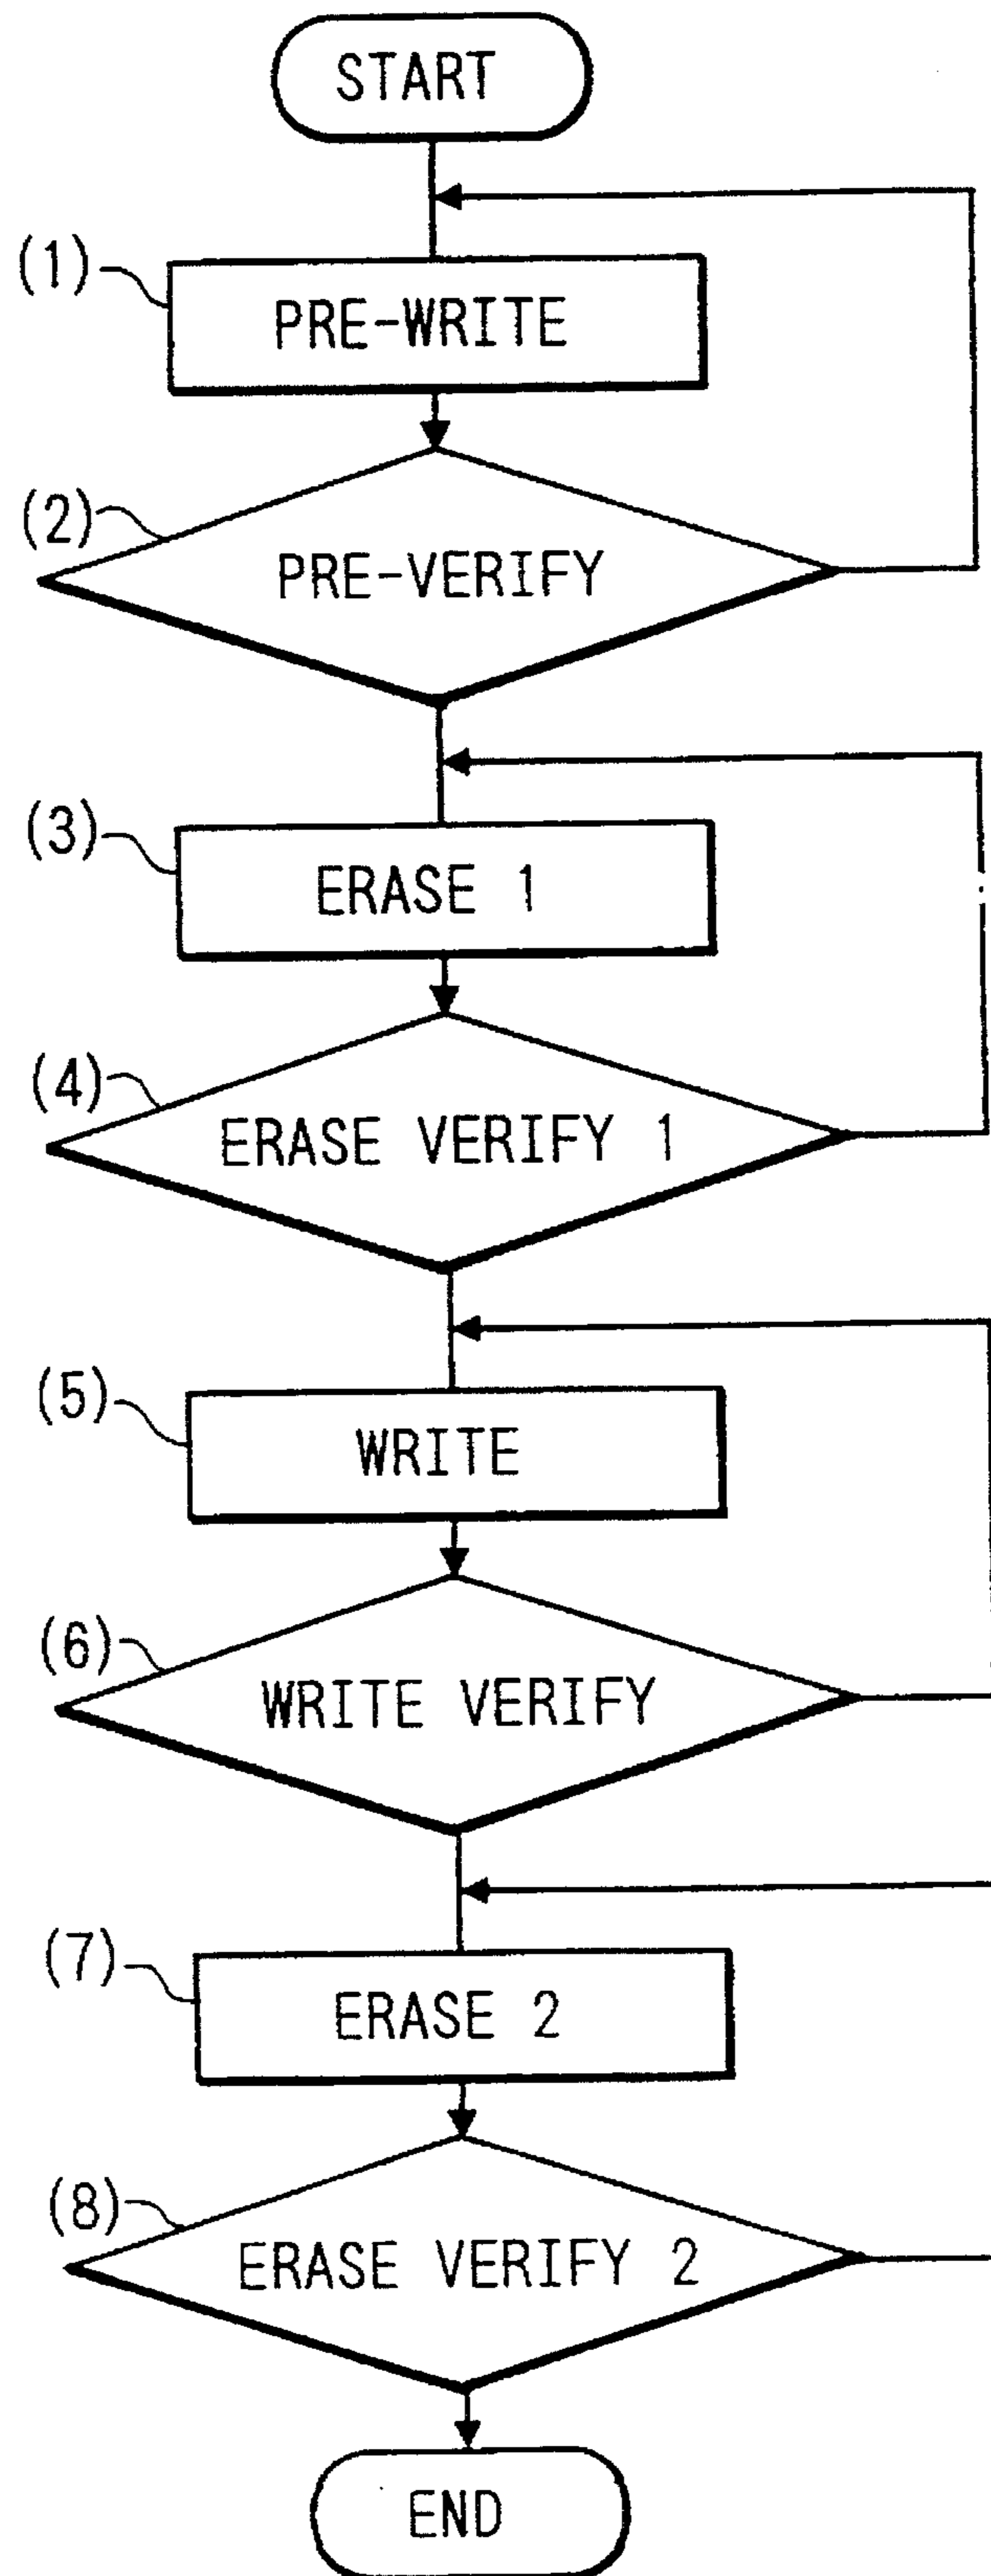 START
(1)
PRE-WRITE
(2)
PRE-VERIFY
(3)
ERASE 1
(4)
ERASE VERIFY 1
(5)
WRITE
(6)
WRITE VERIFY
(7)
ERASE 2
(8)
ERASE VERIFY 2
END